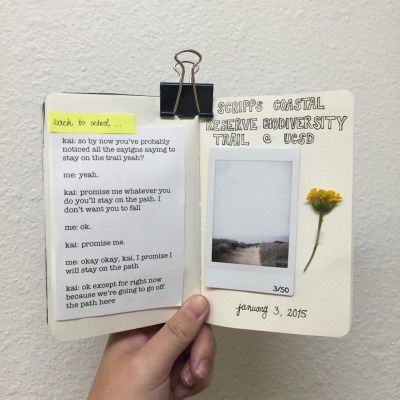 back to school...
kai: so by now you've probably
noticed all the sayigns saying to
stay on the trail yeah?
me: yeah.
kai: promise me whatever you
do you'll stay on the path. I
don't want you to fall
me: ok.
kai: promise me.
me: okay okay, kai, I promise I
will stay on the path
kai: ok except for right now
because we're going to go off
the path here
SCRIPPS COASTAL
RESERVE BIODIVERSITY
TRAIL @ UCSD
3/50
january 3, 2015